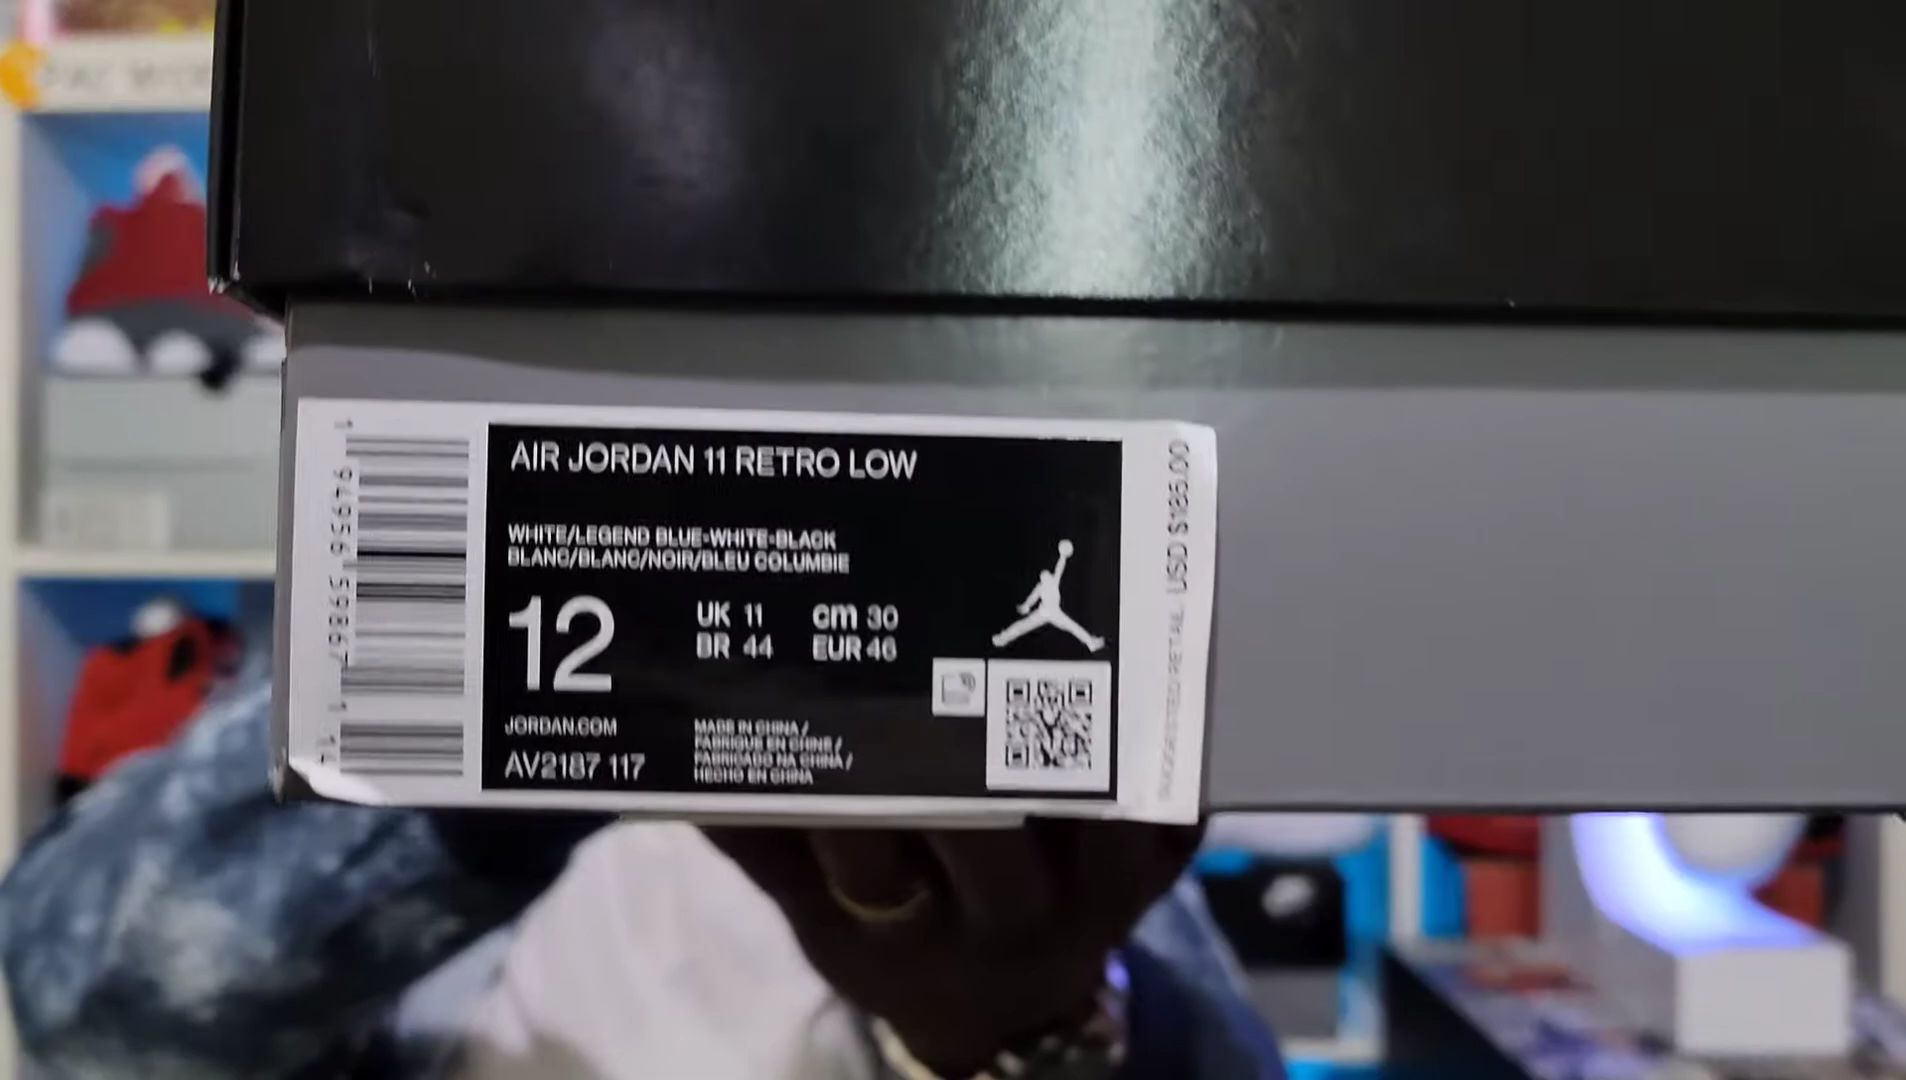 AIR JORDAN 11 RETRO LOW
WHITE/LEGEND BLUE-WHITE-BLACK
BLANC/BLANC/NOIR/BLEU COLUMBIE
12
UK 11
cm 30
BR 44
EUR 46
JORDAN.COM
AV2187 117
MADE IN CHINA /
FABRIQUE EN CHINE /
FABRICADO NA CHINA /
HECHO EN CHINA
SUGGESTED RETAIL USD $185.00